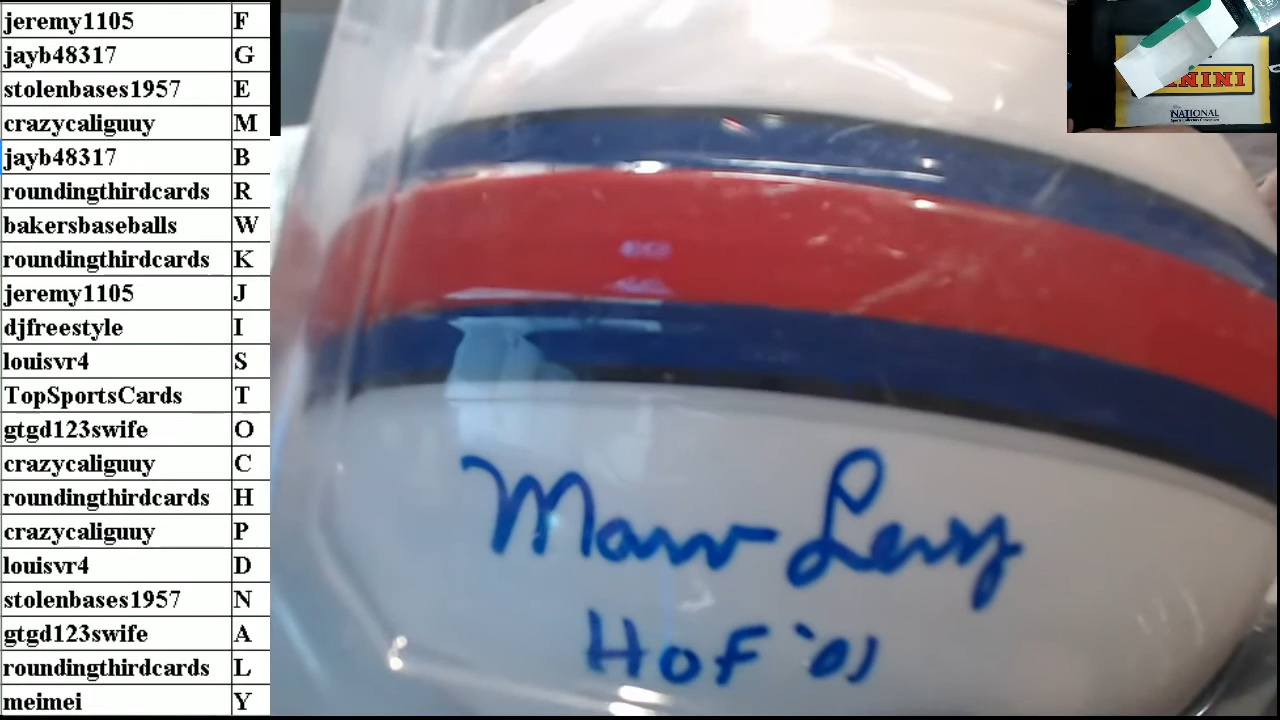 jeremy1105 F
jayb48317 G
stolenbases1957 E
crazycaliguuy M
jayb48317 B
roundingthirdcards R
bakersbaseballs W
roundingthirdcards K
jeremy1105 J
djfreestyle I
louisvr4 S
TopSportsCards T
gtgd123swife O
crazycaliguuy C
roundingthirdcards H
crazycaliguuy P
louisvr4 D
stolenbases1957 N
gtgd123swife A
roundingthirdcards L
meimei Y
Marv Levy
HOF '01
NINI
NATIONAL